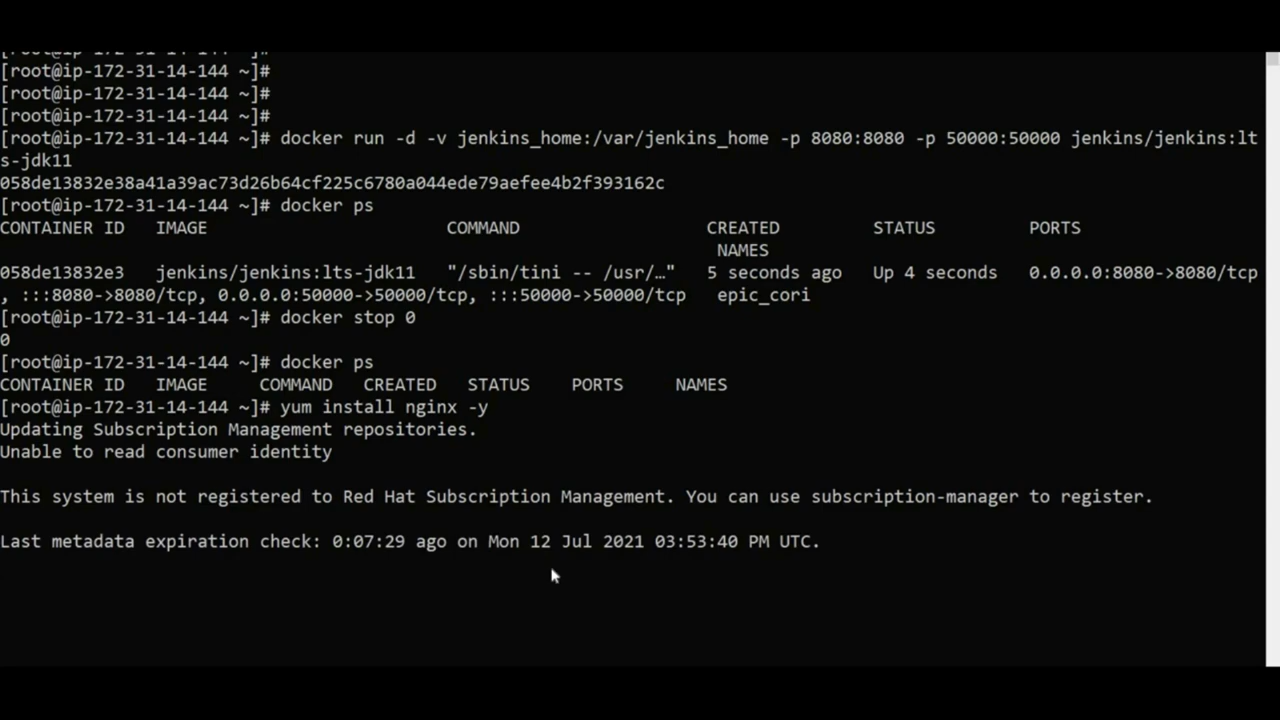 [root@ip-172-31-14-144 ~]#
[root@ip-172-31-14-144 ~]#
[root@ip-172-31-14-144 ~]#
[root@ip-172-31-14-144 ~]#
[root@ip-172-31-14-144 ~]# docker run -d -v jenkins_home:/var/jenkins_home -p 8080:8080 -p 50000:50000 jenkins/jenkins:lt
s-jdk11
058de13832e38a41a39ac73d26b64cf225c6780a044ede79aefee4b2f393162c
[root@ip-172-31-14-144 ~]# docker ps
CONTAINER ID   IMAGE                       COMMAND                  CREATED         STATUS         PORTS
NAMES
058de13832e3   jenkins/jenkins:lts-jdk11   "/sbin/tini -- /usr/…"   5 seconds ago   Up 4 seconds   0.0.0.0:8080->8080/tcp
, :::8080->8080/tcp, 0.0.0.0:50000->50000/tcp, :::50000->50000/tcp   epic_cori
[root@ip-172-31-14-144 ~]# docker stop 0
0
[root@ip-172-31-14-144 ~]# docker ps
CONTAINER ID   IMAGE     COMMAND   CREATED   STATUS    PORTS     NAMES
[root@ip-172-31-14-144 ~]# yum install nginx -y
Updating Subscription Management repositories.
Unable to read consumer identity
This system is not registered to Red Hat Subscription Management. You can use subscription-manager to register.
Last metadata expiration check: 0:07:29 ago on Mon 12 Jul 2021 03:53:40 PM UTC.